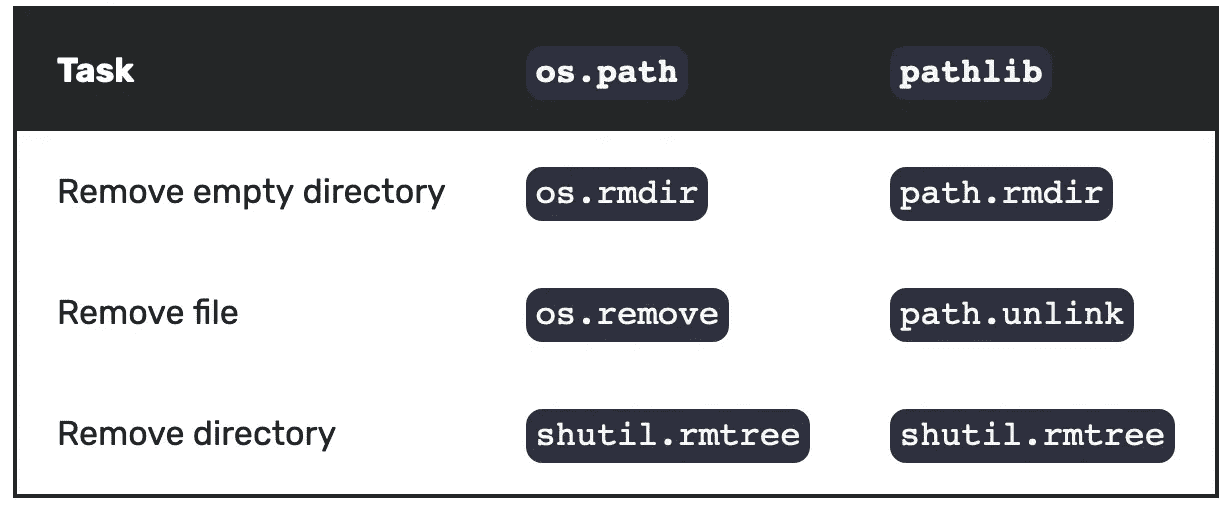 Task os.path pathlib
Remove empty directory os.rmdir path.rmdir
Remove file os.remove path.unlink
Remove directory shutil.rmtree shutil.rmtree